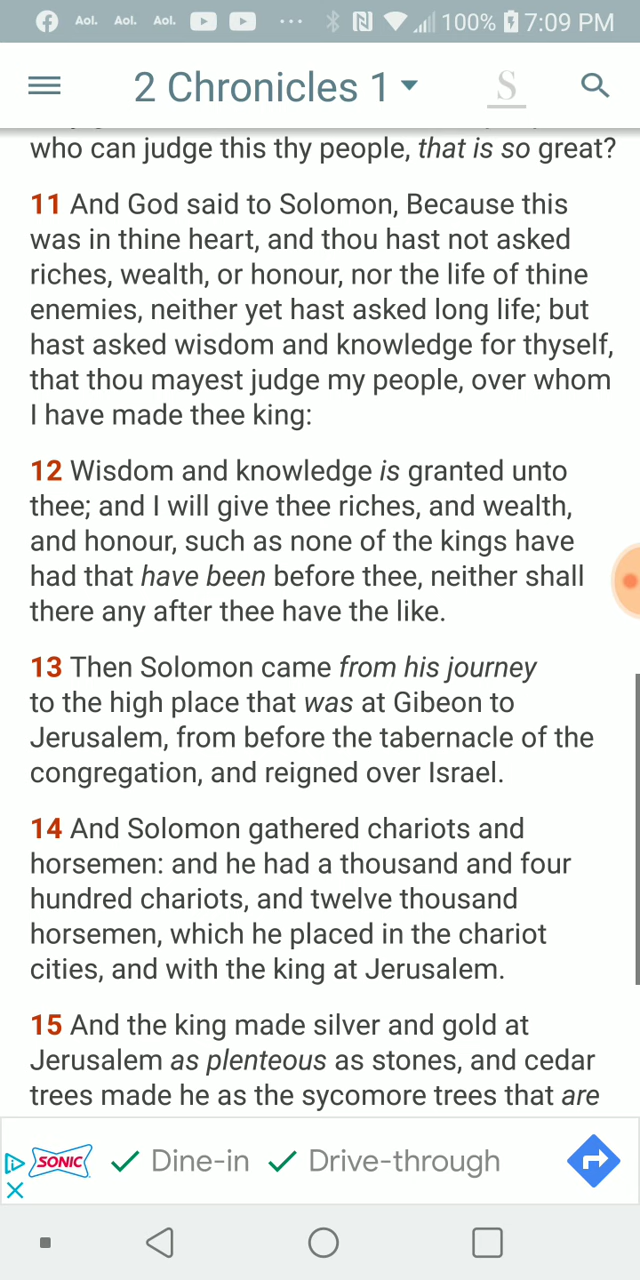 Aol. Aol. Aol. ... 100% 7:09 PM
2 Chronicles 1 S
who can judge this thy people, that is so great?
11 And God said to Solomon, Because this
was in thine heart, and thou hast not asked
riches, wealth, or honour, nor the life of thine
enemies, neither yet hast asked long life; but
hast asked wisdom and knowledge for thyself,
that thou mayest judge my people, over whom
I have made thee king:
12 Wisdom and knowledge is granted unto
thee; and I will give thee riches, and wealth,
and honour, such as none of the kings have
had that have been before thee, neither shall
there any after thee have the like.
13 Then Solomon came from his journey
to the high place that was at Gibeon to
Jerusalem, from before the tabernacle of the
congregation, and reigned over Israel.
14 And Solomon gathered chariots and
horsemen: and he had a thousand and four
hundred chariots, and twelve thousand
horsemen, which he placed in the chariot
cities, and with the king at Jerusalem.
15 And the king made silver and gold at
Jerusalem as plenteous as stones, and cedar
trees made he as the sycomore trees that are
SONIC Dine-in Drive-through